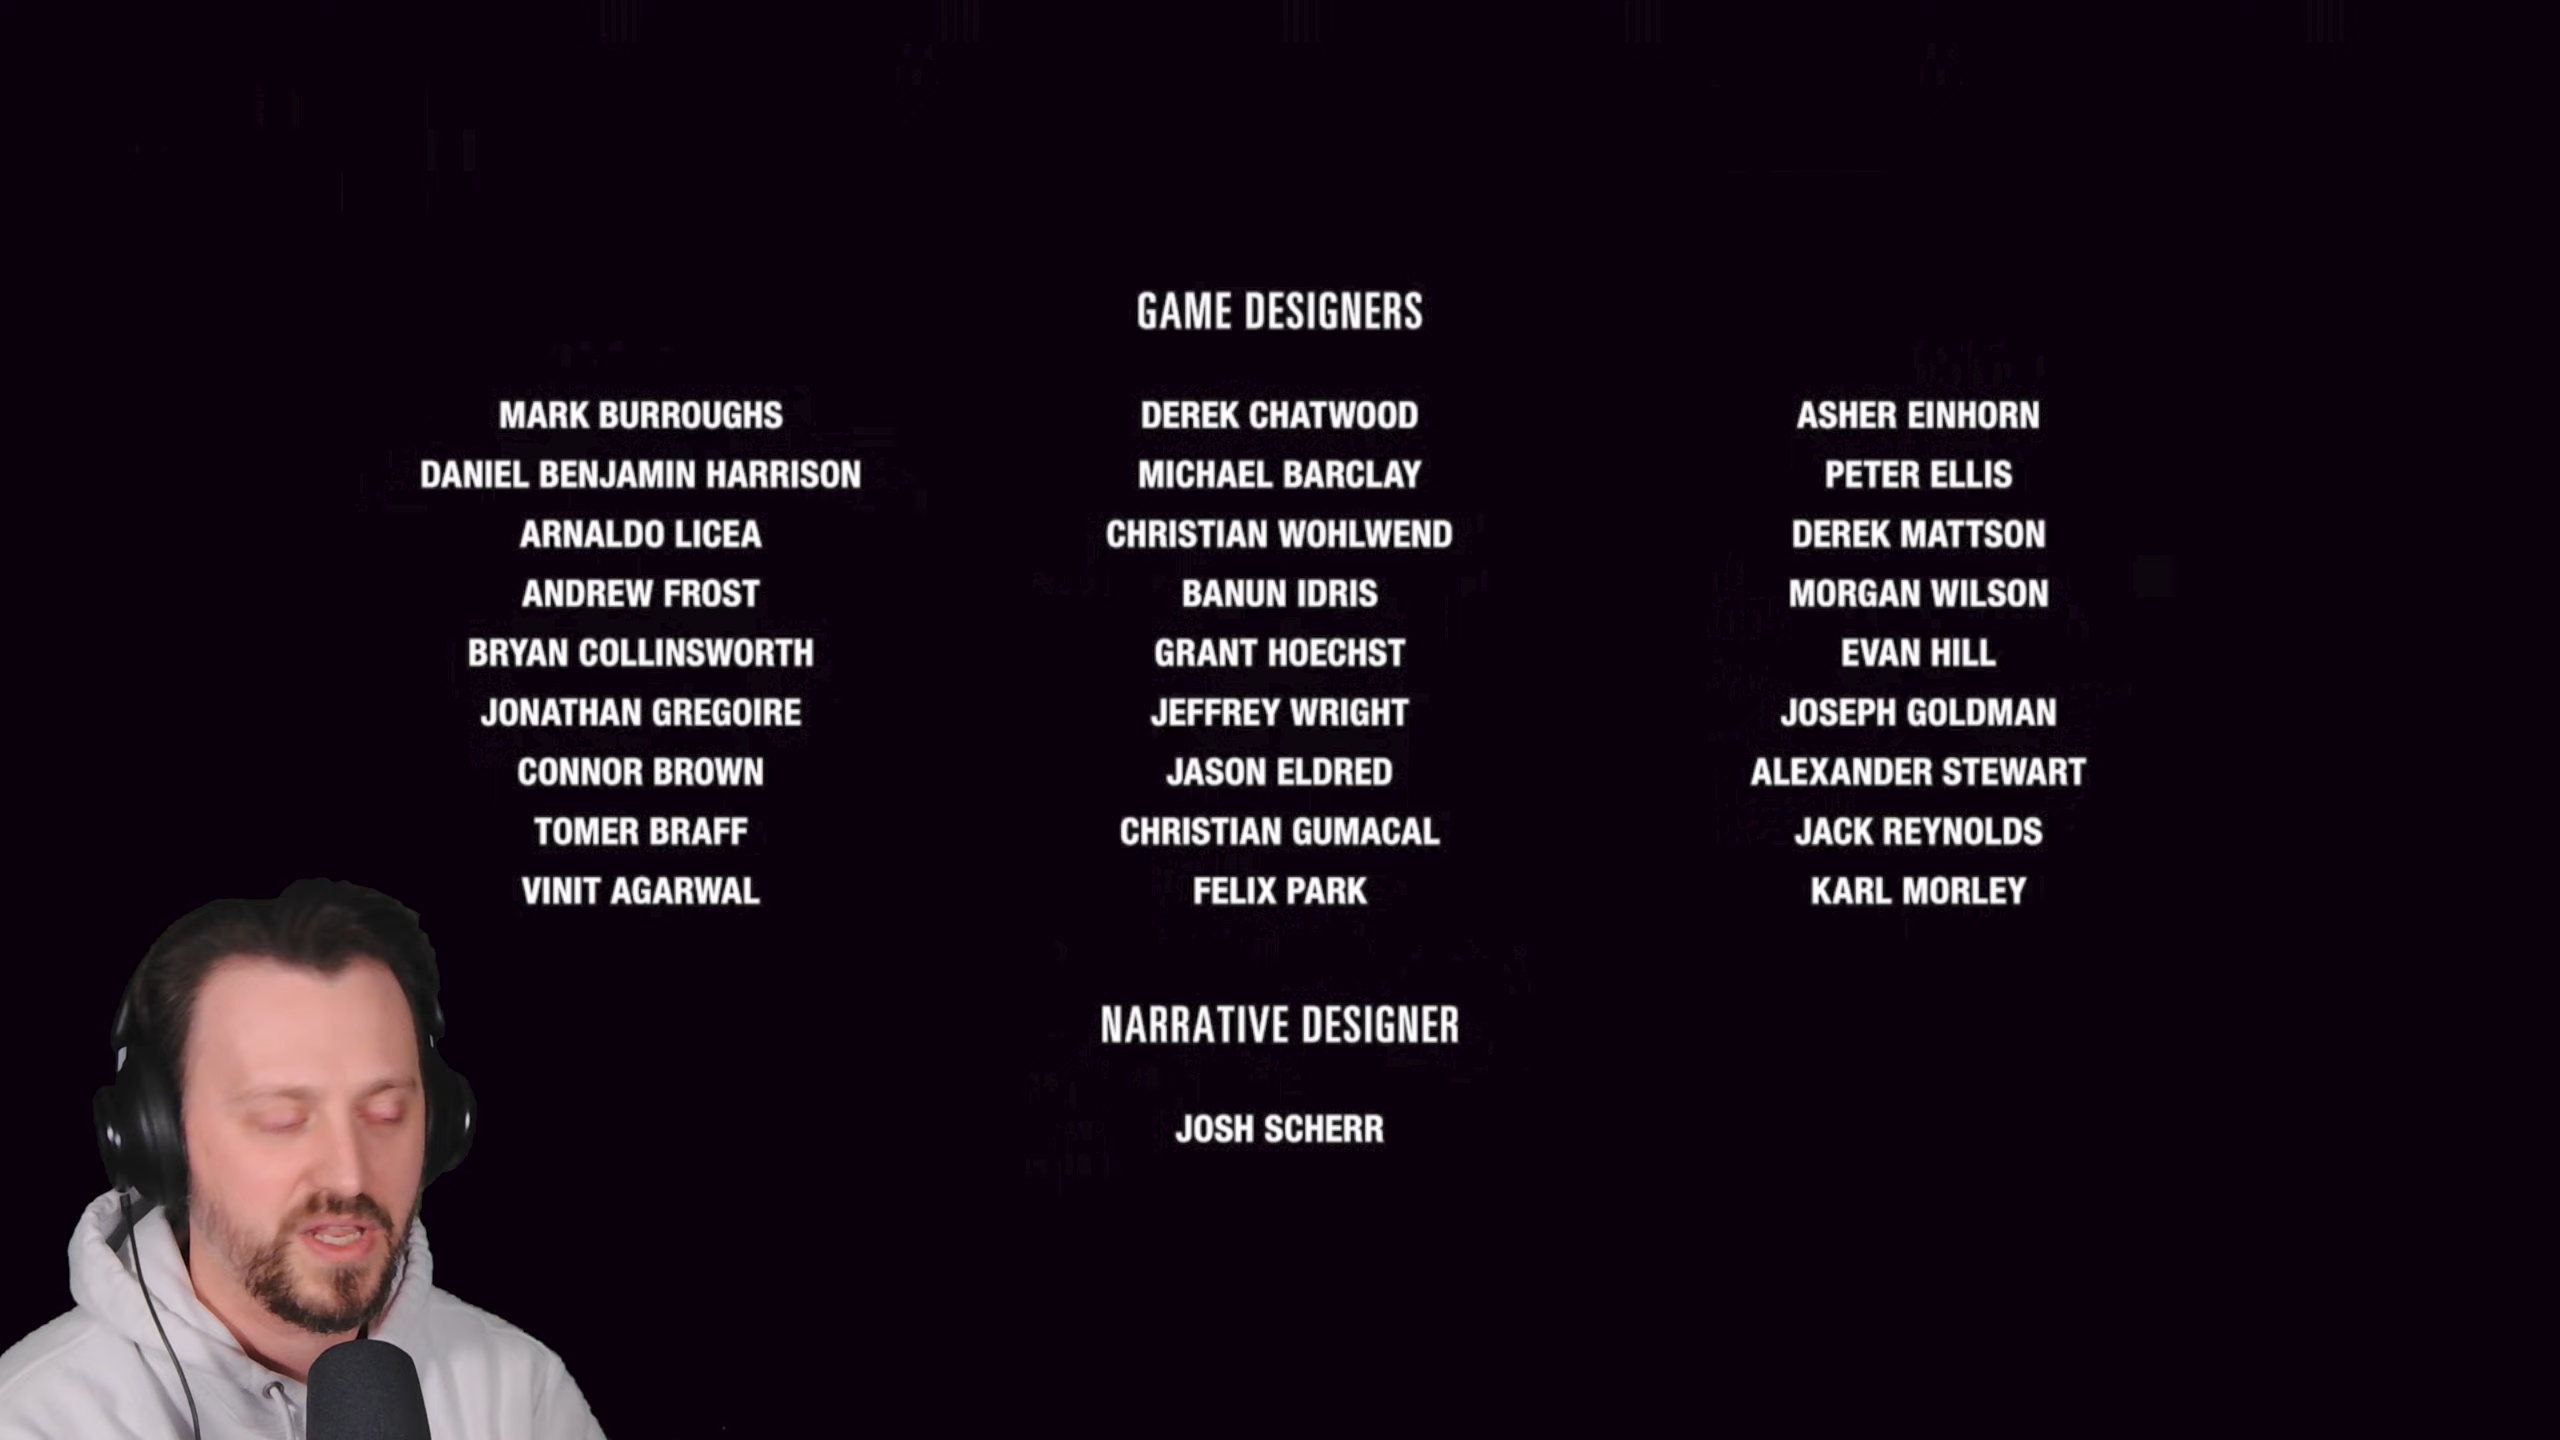 GAME DESIGNERS
MARK BURROUGHS DEREK CHATWOOD ASHER EINHORN
DANIEL BENJAMIN HARRISON MICHAEL BARCLAY PETER ELLIS
ARNALDO LICEA CHRISTIAN WOHLWEND DEREK MATTSON
ANDREW FROST BANUN IDRIS MORGAN WILSON
BRYAN COLLINSWORTH GRANT HOECHST EVAN HILL
JONATHAN GREGOIRE JEFFREY WRIGHT JOSEPH GOLDMAN
CONNOR BROWN JASON ELDRED ALEXANDER STEWART
TOMER BRAFF CHRISTIAN GUMACAL JACK REYNOLDS
VINIT AGARWAL FELIX PARK KARL MORLEY
NARRATIVE DESIGNER
JOSH SCHERR